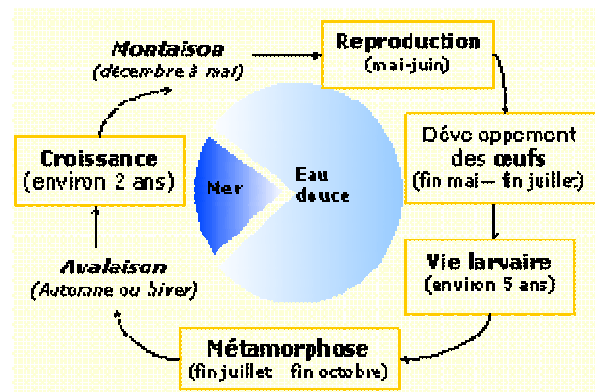 Montaison
(décembre à mai)
Reproduction
(mai-juin)
Développement
des œufs
(fin mai – fin juillet)
Vie larvaire
(environ 5 ans)
Métamorphose
(fin juillet fin octobre)
Avalaison
(Automne ou hiver)
Croissance
(environ 2 ans)
Mer
Eau
douce